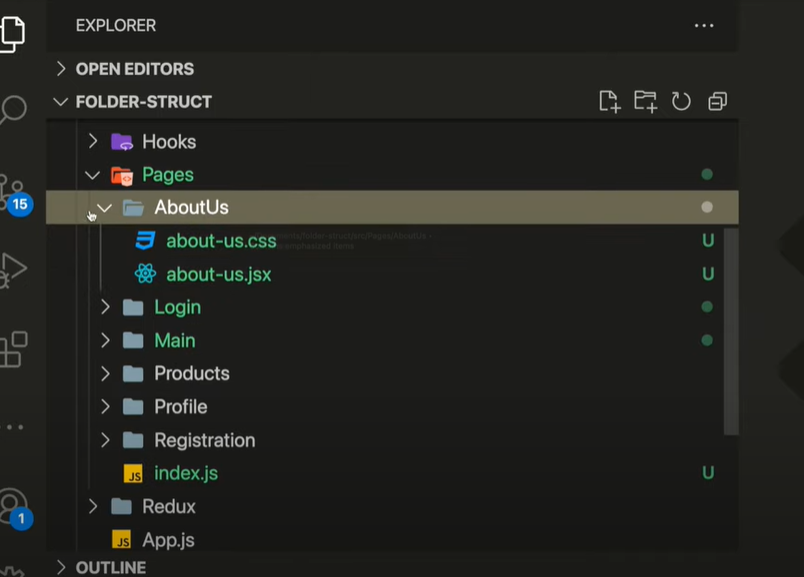 EXPLORER
OPEN EDITORS
FOLDER-STRUCT
Hooks
Pages
15
AboutUs
about-us.css U
about-us.jsx U
Login
Main
Products
Profile
Registration
JS index.js U
Redux
1
JS App.js
OUTLINE